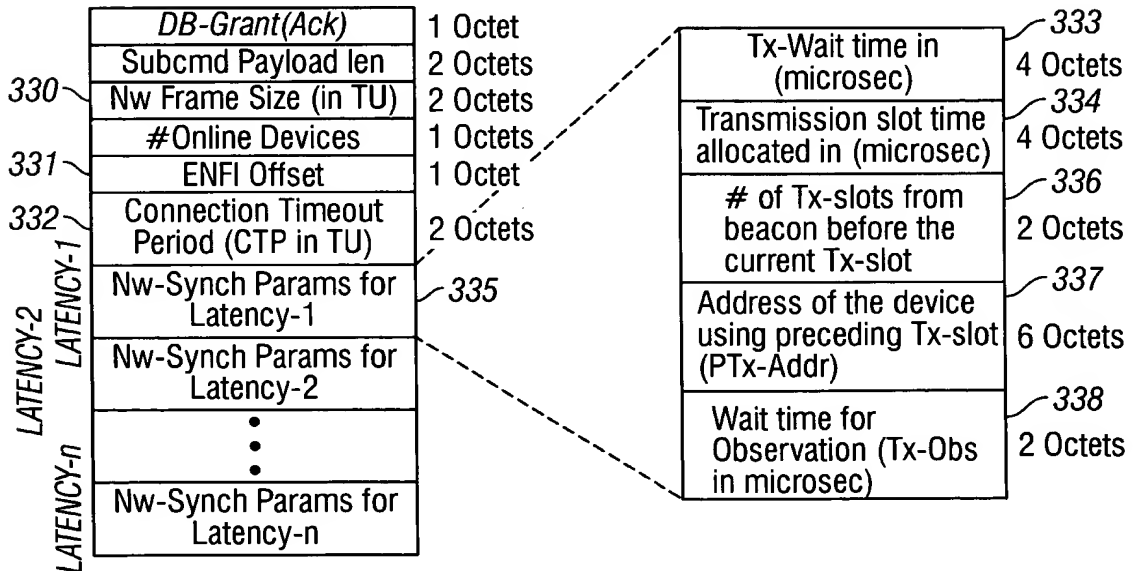 DB-Grant(Ack) 1 Octet
Subcmd Payload len 2 Octets
330 Nw Frame Size (in TU) 2 Octets
#Online Devices 1 Octets
331 ENFI Offset 1 Octet
332 Connection Timeout
Period (CTP in TU) 2 Octets
LATENCY-1
Nw-Synch Params for
Latency-1
335
LATENCY-2
Nw-Synch Params for
Latency-2
LATENCY-n
Nw-Synch Params for
Latency-n
333
Tx-Wait time in
(microsec)
4 Octets
334
Transmission slot time
allocated in (microsec)
4 Octets
336
# of Tx-slots from
beacon before the
current Tx-slot
2 Octets
337
Address of the device
using preceding Tx-slot
(PTx-Addr)
6 Octets
338
Wait time for
Observation (Tx-Obs
in microsec)
2 Octets